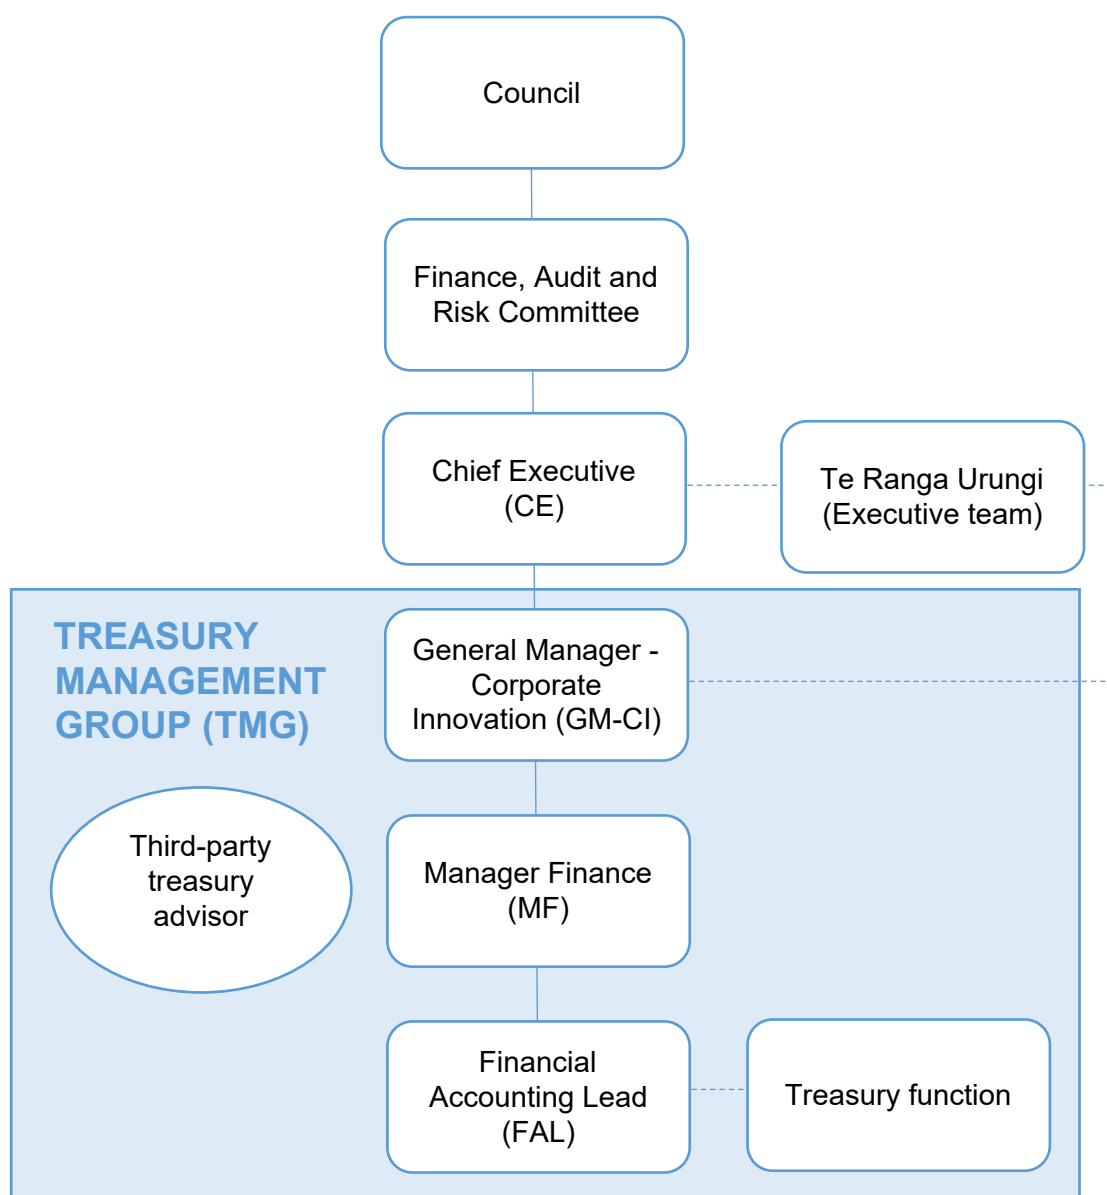 Council
Finance, Audit and
Risk Committee
Chief Executive
(CE)
Te Ranga Urungi
(Executive team)
TREASURY
MANAGEMENT
GROUP (TMG)
General Manager -
Corporate
Innovation (GM-CI)
Third-party
treasury
advisor
Manager Finance
(MF)
Financial
Accounting Lead
(FAL)
Treasury function